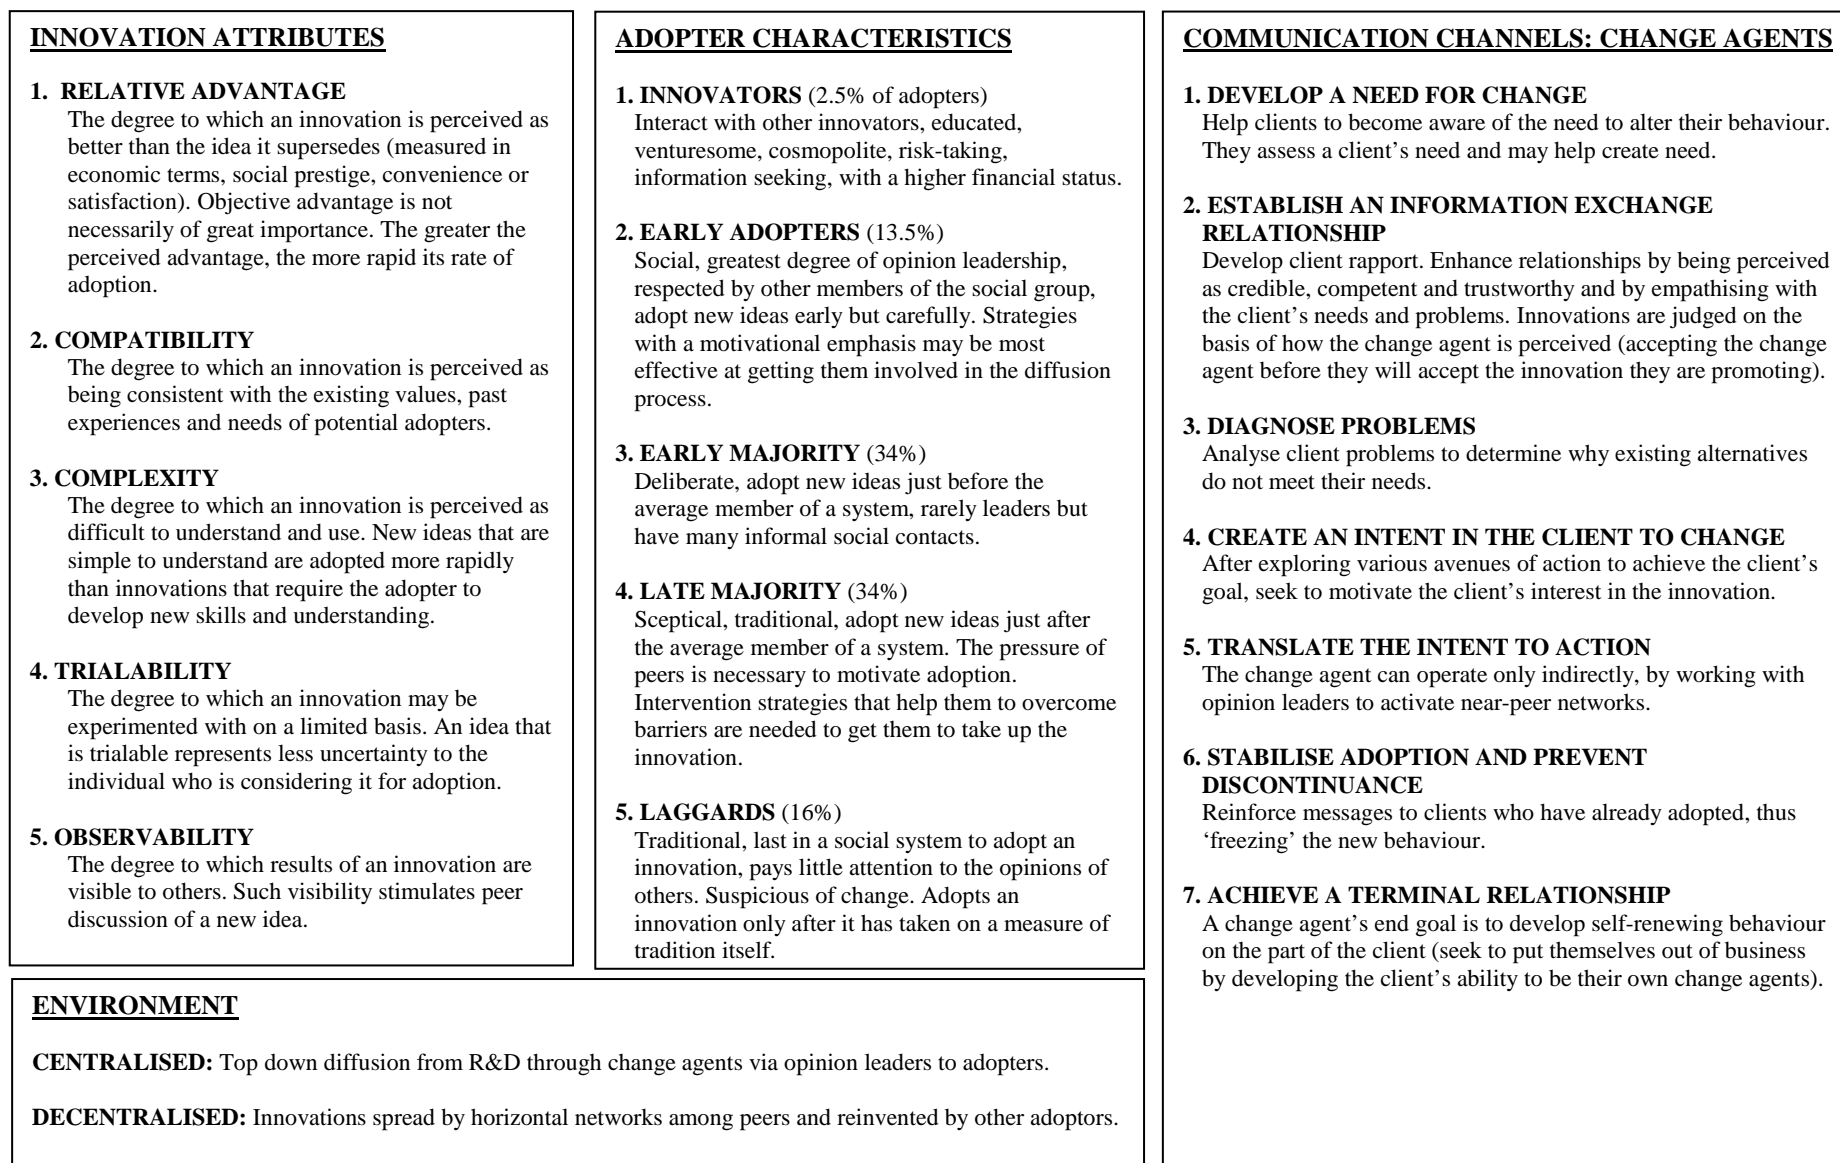 INNOVATION ATTRIBUTES
1. RELATIVE ADVANTAGE
The degree to which an innovation is perceived as
better than the idea it supersedes (measured in
economic terms, social prestige, convenience or
satisfaction). Objective advantage is not
necessarily of great importance. The greater the
perceived advantage, the more rapid its rate of
adoption.
2. COMPATIBILITY
The degree to which an innovation is perceived as
being consistent with the existing values, past
experiences and needs of potential adopters.
3. COMPLEXITY
The degree to which an innovation is perceived as
difficult to understand and use. New ideas that are
simple to understand are adopted more rapidly
than innovations that require the adopter to
develop new skills and understanding.
4. TRIALABILITY
The degree to which an innovation may be
experimented with on a limited basis. An idea that
is trialable represents less uncertainty to the
individual who is considering it for adoption.
5. OBSERVABILITY
The degree to which results of an innovation are
visible to others. Such visibility stimulates peer
discussion of a new idea.
ADOPTER CHARACTERISTICS
1. INNOVATORS (2.5% of adopters)
Interact with other innovators, educated,
venturesome, cosmopolite, risk-taking,
information seeking, with a higher financial status.
2. EARLY ADOPTERS (13.5%)
Social, greatest degree of opinion leadership,
respected by other members of the social group,
adopt new ideas early but carefully. Strategies
with a motivational emphasis may be most
effective at getting them involved in the diffusion
process.
3. EARLY MAJORITY (34%)
Deliberate, adopt new ideas just before the
average member of a system, rarely leaders but
have many informal social contacts.
4. LATE MAJORITY (34%)
Sceptical, traditional, adopt new ideas just after
the average member of a system. The pressure of
peers is necessary to motivate adoption.
Intervention strategies that help them to overcome
barriers are needed to get them to take up the
innovation.
5. LAGGARDS (16%)
Traditional, last in a social system to adopt an
innovation, pays little attention to the opinions of
others. Suspicious of change. Adopts an
innovation only after it has taken on a measure of
tradition itself.
COMMUNICATION CHANNELS: CHANGE AGENTS
1. DEVELOP A NEED FOR CHANGE
Help clients to become aware of the need to alter their behaviour.
They assess a client's need and may help create need.
2. ESTABLISH AN INFORMATION EXCHANGE
RELATIONSHIP
Develop client rapport. Enhance relationships by being perceived
as credible, competent and trustworthy and by empathising with
the client's needs and problems. Innovations are judged on the
basis of how the change agent is perceived (accepting the change
agent before they will accept the innovation they are promoting).
3. DIAGNOSE PROBLEMS
Analyse client problems to determine why existing alternatives
do not meet their needs.
4. CREATE AN INTENT IN THE CLIENT TO CHANGE
After exploring various avenues of action to achieve the client's
goal, seek to motivate the client's interest in the innovation.
5. TRANSLATE THE INTENT TO ACTION
The change agent can operate only indirectly, by working with
opinion leaders to activate near-peer networks.
6. STABILISE ADOPTION AND PREVENT
DISCONTINUANCE
Reinforce messages to clients who have already adopted, thus
‘freezing’ the new behaviour.
7. ACHIEVE A TERMINAL RELATIONSHIP
A change agent's end goal is to develop self-renewing behaviour
on the part of the client (seek to put themselves out of business
by developing the client's ability to be their own change agents).
ENVIRONMENT
CENTRALISED: Top down diffusion from R&D through change agents via opinion leaders to adopters.
DECENTRALISED: Innovations spread by horizontal networks among peers and reinvented by other adoptors.